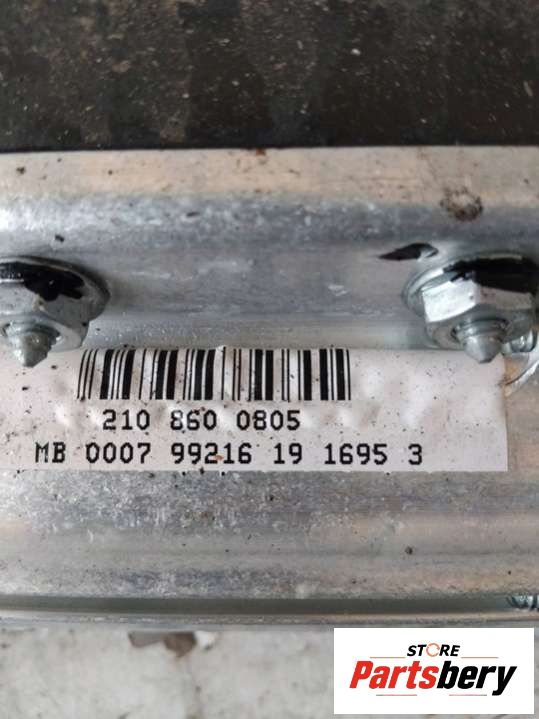 210 860 0805
MB 0007 99216 19 1695 3
STORE
Partsbery